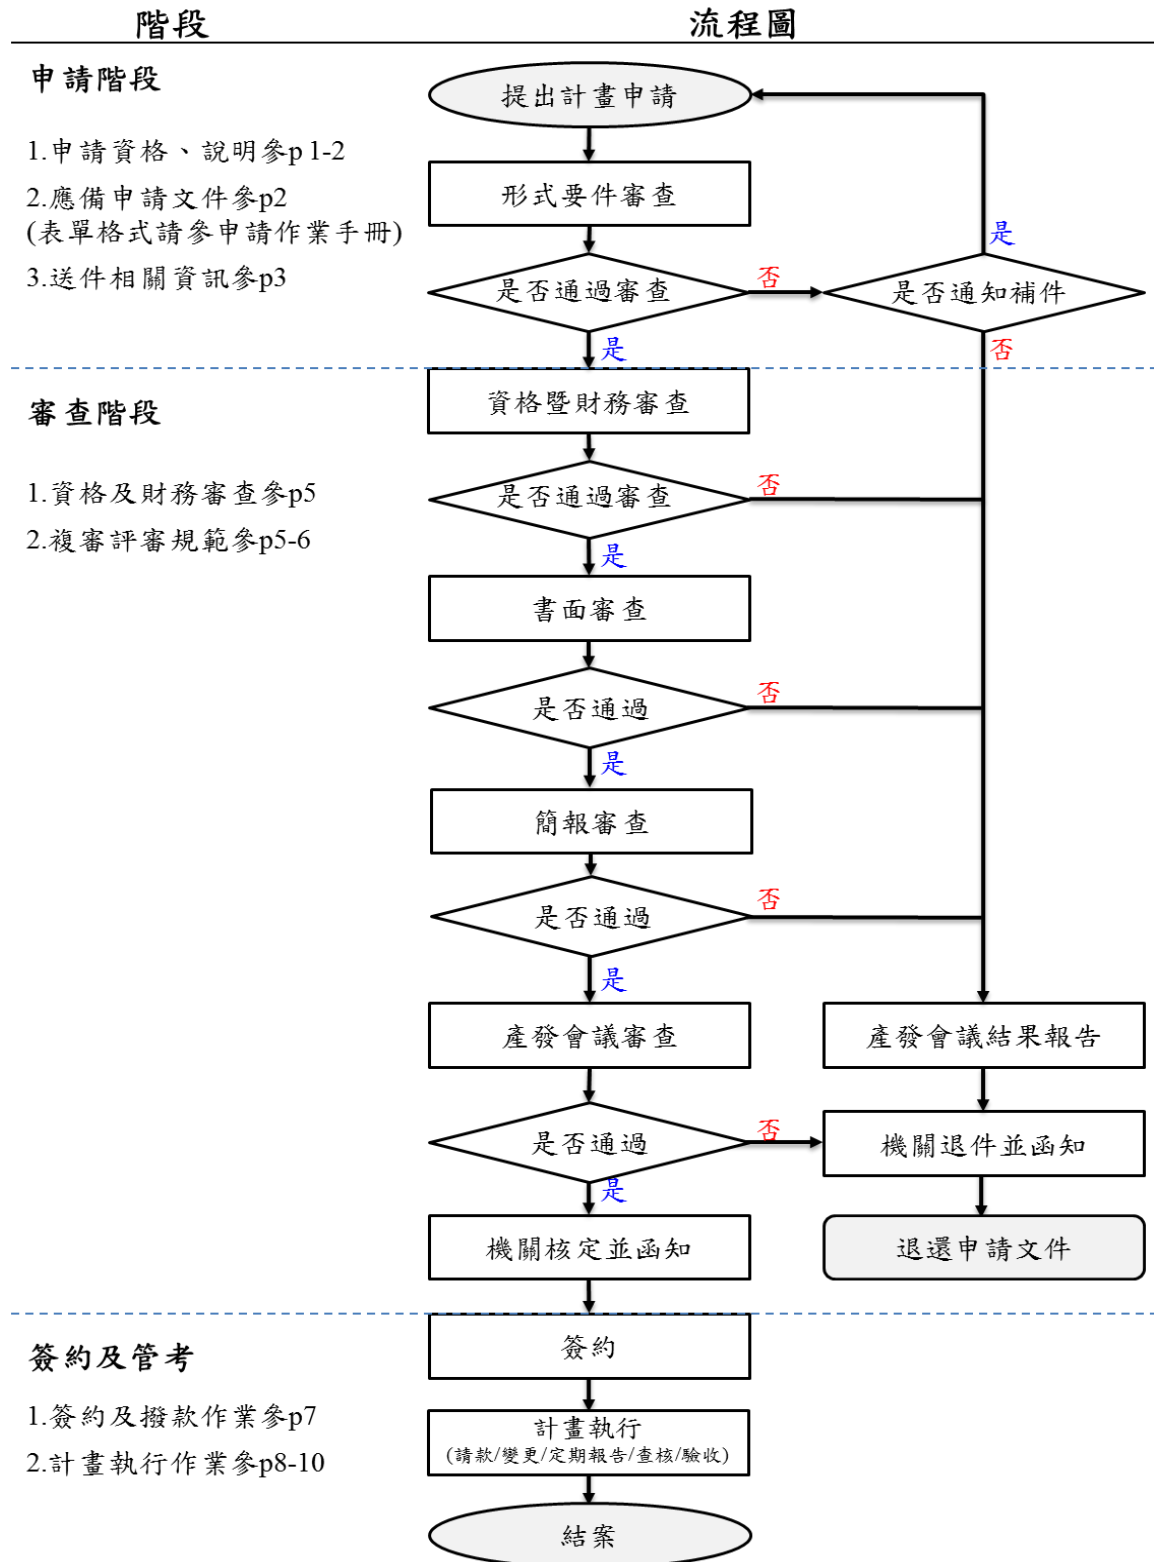 階段
流程圖
申請階段
1.申請資格、說明參p 1-2
2.應備申請文件參p2
(表單格式請參申請作業手冊)
3.送件相關資訊參p3
提出計畫申請
形式要件審查
是否通過審查
否
是否通知補件
是
是
否
審查階段
1.資格及財務審查參p5
2.複審評審規範參p5-6
資格暨財務審查
是否通過審查
否
是
書面審查
是否通過
否
是
簡報審查
是否通過
否
是
產發會議審查
產發會議結果報告
是否通過
否
機關退件並函知
是
機關核定並函知
退還申請文件
簽約及管考
1.簽約及撥款作業參p7
2.計畫執行作業參p8-10
簽約
計畫執行
(請款/變更/定期報告/查核/驗收)
結案